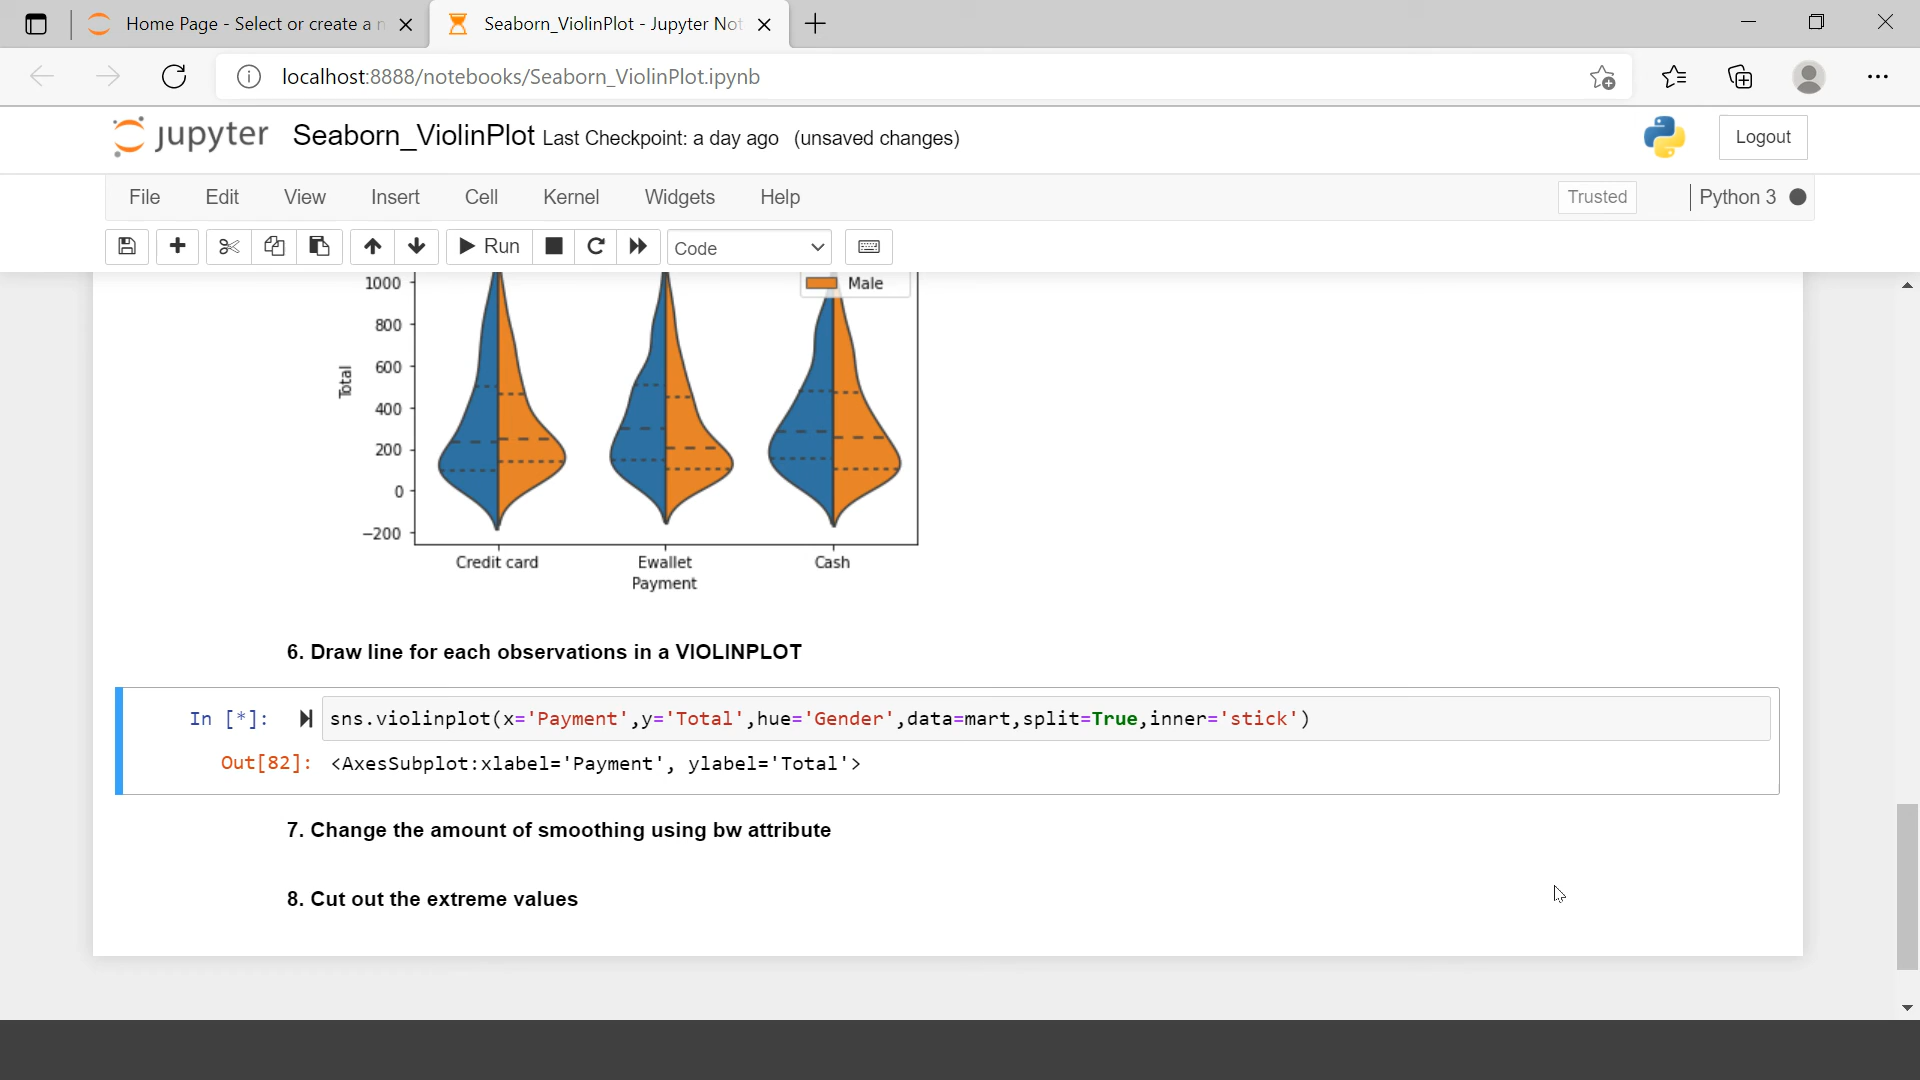 Home Page - Select or create a n
Seaborn_ViolinPlot - Jupyter Not
localhost:8888/notebooks/Seaborn_ViolinPlot.ipynb
jupyter Seaborn_ViolinPlot Last Checkpoint: a day ago (unsaved changes)
Logout
File Edit View Insert Cell Kernel Widgets Help
Trusted
Python 3
Run
Code
1000
800
600
400
200
0
−200
Total
Male
Credit card
Ewallet
Cash
Payment
6. Draw line for each observations in a VIOLINPLOT
In [*]: sns.violinplot(x='Payment',y='Total',hue='Gender',data=mart,split=True,inner='stick')
Out[82]: <AxesSubplot:xlabel='Payment', ylabel='Total'>
7. Change the amount of smoothing using bw attribute
8. Cut out the extreme values